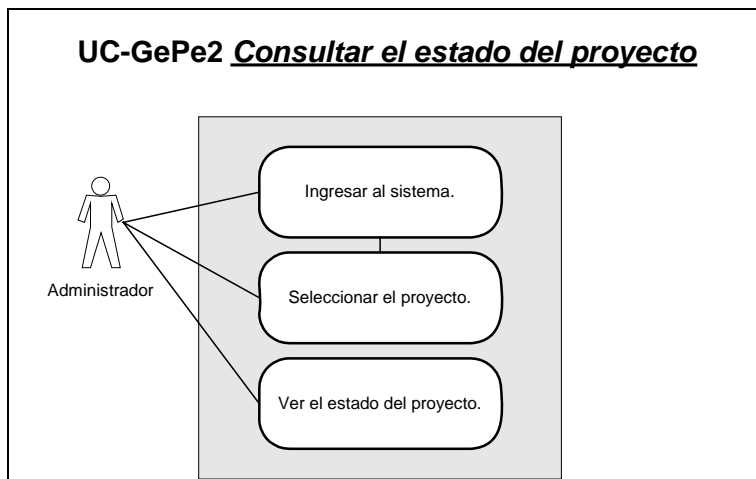 UC-GePe2 Consultar el estado del proyecto
Ingresar al sistema.
Administrador
Seleccionar el proyecto.
Ver el estado del proyecto.